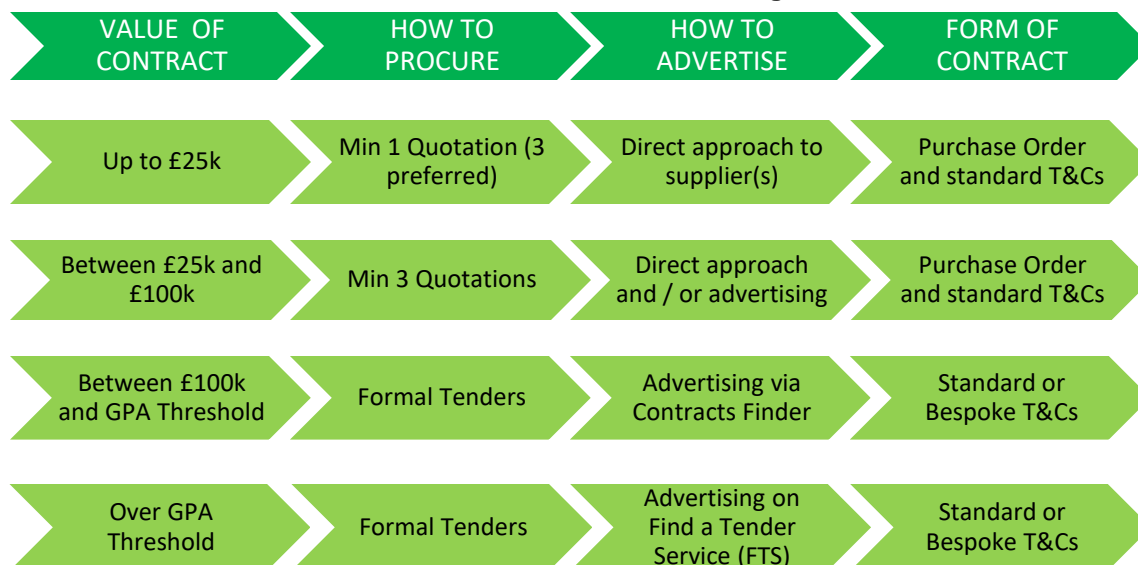 VALUE OF
CONTRACT
HOW TO
PROCURE
HOW TO
ADVERTISE
FORM OF
CONTRACT
Up to £25k
Min 1 Quotation (3
preferred)
Direct approach to
supplier(s)
Purchase Order
and standard T&Cs
Between £25k and
£100k
Min 3 Quotations
Direct approach
and / or advertising
Purchase Order
and standard T&Cs
Between £100k
and GPA Threshold
Formal Tenders
Advertising via
Contracts Finder
Standard or
Bespoke T&Cs
Over GPA
Threshold
Formal Tenders
Advertising on
Find a Tender
Service (FTS)
Standard or
Bespoke T&Cs